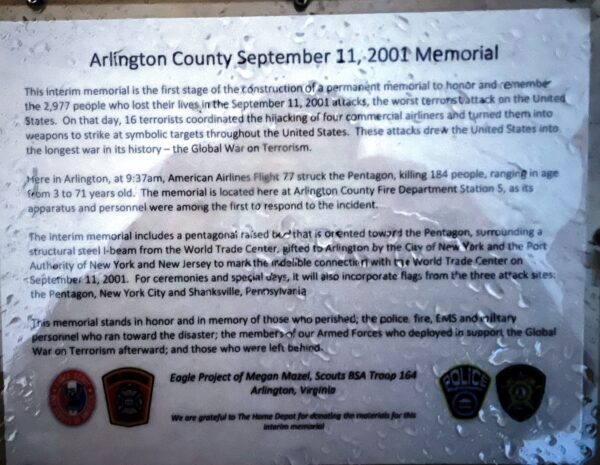 Arlington County September 11, 2001 Memorial
This interim memorial is the first stage of the construction of a permanent memorial to honor and remember
the 2,977 people who lost their lives in the September 11, 2001 attacks, the worst terrorist attack on the United
States. On that day, 16 terrorists coordinated the hijacking of four commercial airliners and turned them into
weapons to strike at symbolic targets throughout the United States. These attacks drew the United States into
the longest war in its history – the Global War on Terrorism.
Here in Arlington, at 9:37am, American Airlines Flight 77 struck the Pentagon, killing 184 people, ranging in age
from 3 to 71 years old. The memorial is located here at Arlington County Fire Department Station 5, as its
apparatus and personnel were among the first to respond to the incident.
The interim memorial includes a pentagonal raised bed that is oriented toward the Pentagon, surrounding a
structural steel I-beam from the World Trade Center, gifted to Arlington by the City of New York and the Port
Authority of New York and New Jersey to mark the indelible connection with the World Trade Center on
September 11, 2001. For ceremonies and special days, it will also incorporate flags from the three attack sites:
the Pentagon, New York City and Shanksville, Pennsylvania
This memorial stands in honor and in memory of those who perished; the police, fire, EMS and military
personnel who ran toward the disaster; the members of our Armed Forces who deployed in support the Global
War on Terrorism afterward; and those who were left behind.
Eagle Project of Megan Mazel, Scouts BSA Troop 164
Arlington, Virginia
We are grateful to The Home Depot for donating the materials for this
interim memorial
POLICE